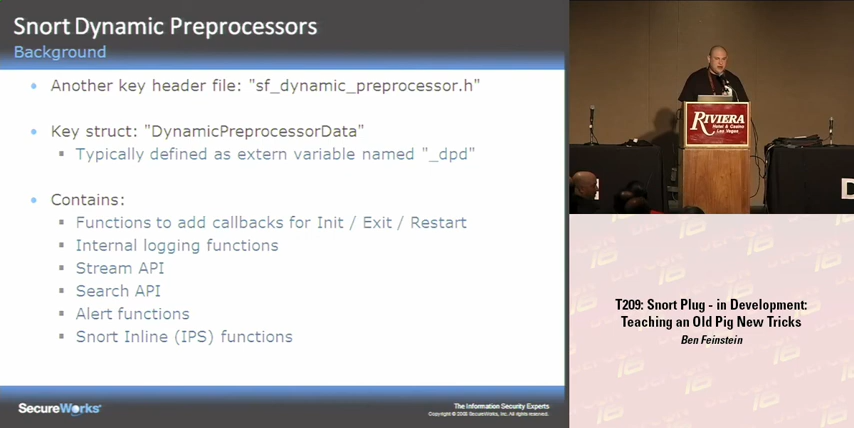 Snort Dynamic Preprocessors
Background
• Another key header file: "sf_dynamic_preprocessor.h"
• Key struct: "DynamicPreprocessorData"
▪ Typically defined as extern variable named "_dpd"
• Contains:
▪ Functions to add callbacks for Init / Exit / Restart
▪ Internal logging functions
▪ Stream API
▪ Search API
▪ Alert functions
▪ Snort Inline (IPS) functions
SecureWorks
The Information Security Experts
Copyright © 2008 SecureWorks, Inc. All rights reserved.
RIVIERA
Hotel & Casino
Las Vegas
D
T209: Snort Plug - in Development:
Teaching an Old Pig New Tricks
Ben Feinstein